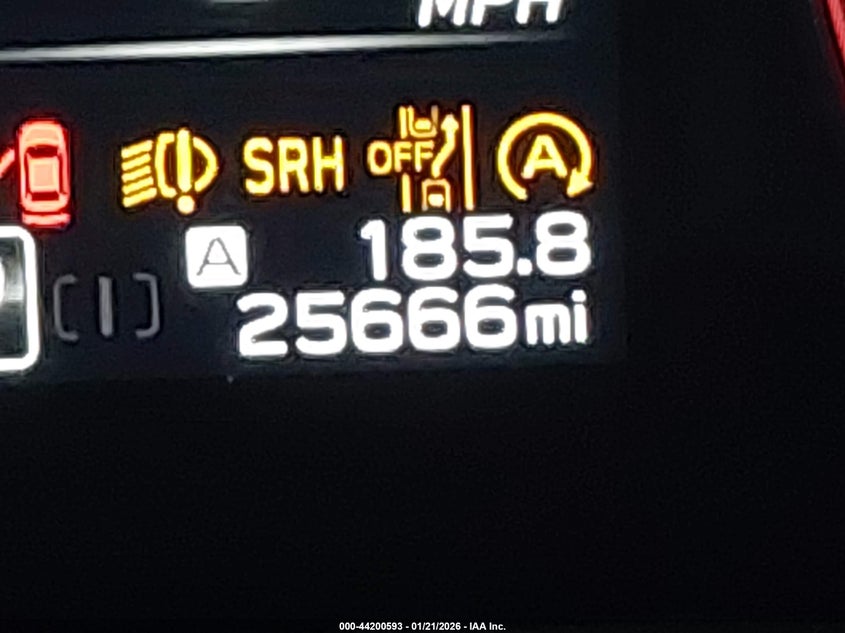 MPH
SRH OFF A
A 185.8
25666mi
000-44200593 - 01/21/2026 - IAA Inc.